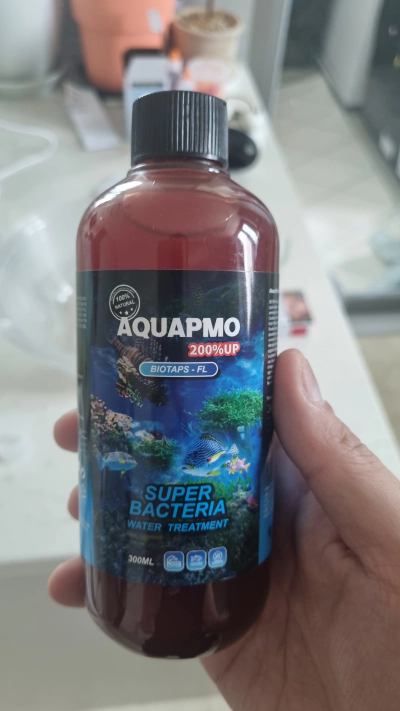 100%
NATURAL
AQUAPMO
200%UP
BIOTAPS - FL
SUPER
BACTERIA
WATER TREATMENT
300ML